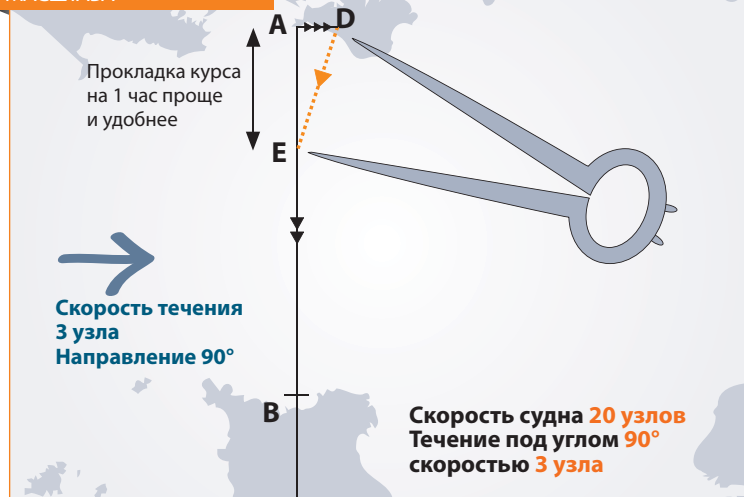 A
D
Прокладка курса
на 1 час проще
и удобнее
E
Скорость течения
3 узла
Направление 90°
B
Скорость судна 20 узлов
Течение под углом 90°
скоростью 3 узла